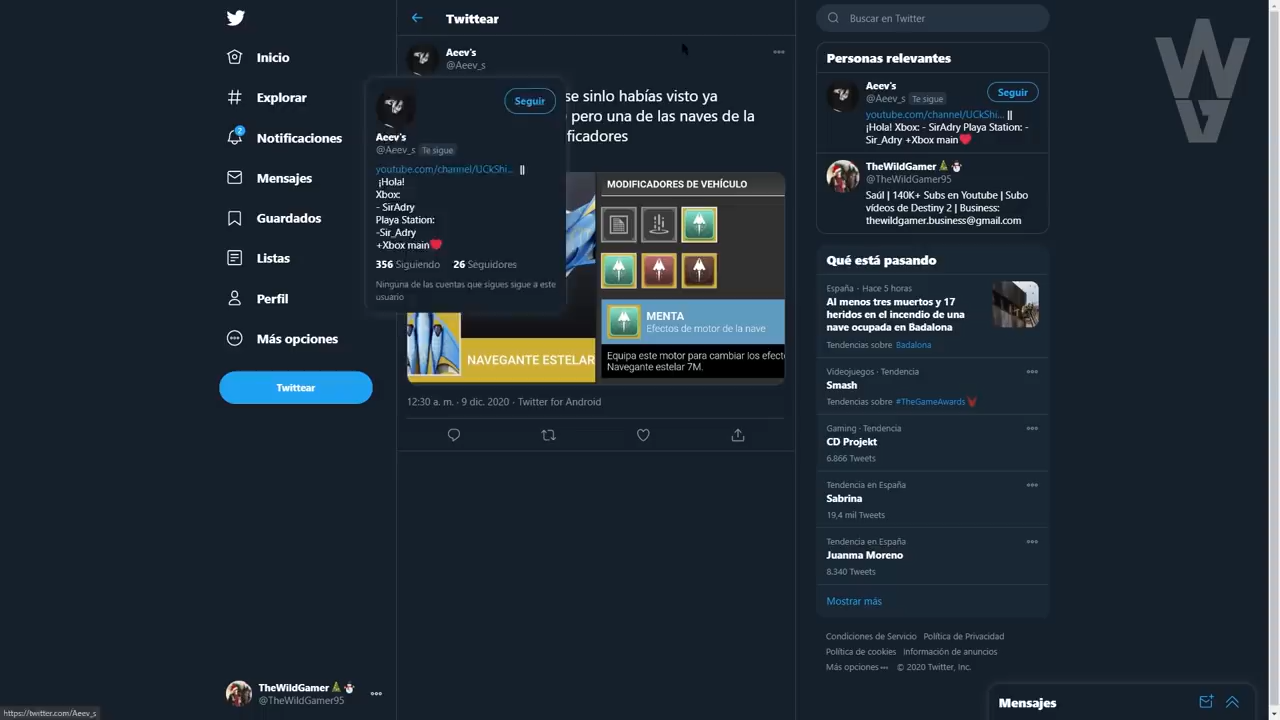 Inicio
Explorar
2
Notificaciones
Mensajes
Guardados
Listas
Perfil
Más opciones
Twittear
TheWildGamer
@TheWildGamer95
https://twitter.com/Aeev_s
Twittear
Aeev's
@Aeev_s
se sinlo habías visto ya
pero una de las naves de la
ificadores
Seguir
Aeev's
@Aeev_s Te sigue
youtube.com/channel/UCkShi... ||
¡Hola!
Xbox:
- SirAdry
Playa Station:
-Sir_Adry
+Xbox main
356 Siguiendo 26 Seguidores
Ninguna de las cuentas que sigues sigue a este
usuario
NAVEGANTE ESTELAR
MODIFICADORES DE VEHÍCULO
MENTA
Efectos de motor de la nave
Equipa este motor para cambiar los efect
Navegante estelar 7M.
12:30 a. m. · 9 dic. 2020 · Twitter for Android
Buscar en Twitter
Personas relevantes
Aeev's
@Aeev_s Te sigue
Seguir
youtube.com/channel/UCkShi... ||
¡Hola! Xbox: - SirAdry Playa Station: -
Sir_Adry +Xbox main
TheWildGamer
@TheWildGamer95
Saúl | 140K+ Subs en Youtube | Subo
vídeos de Destiny 2 | Business:
thewildgamer.business@gmail.com
Qué está pasando
España · Hace 5 horas
Al menos tres muertos y 17
heridos en el incendio de una
nave ocupada en Badalona
Tendencias sobre Badalona
Videojuegos · Tendencia
Smash
Tendencias sobre #TheGameAwards
Gaming · Tendencia
CD Projekt
6.866 Tweets
Tendencia en España
Sabrina
19,4 mil Tweets
Tendencia en España
Juanma Moreno
8.340 Tweets
Mostrar más
Condiciones de Servicio Política de Privacidad
Política de cookies Información de anuncios
Más opciones © 2020 Twitter, Inc.
Mensajes
WG